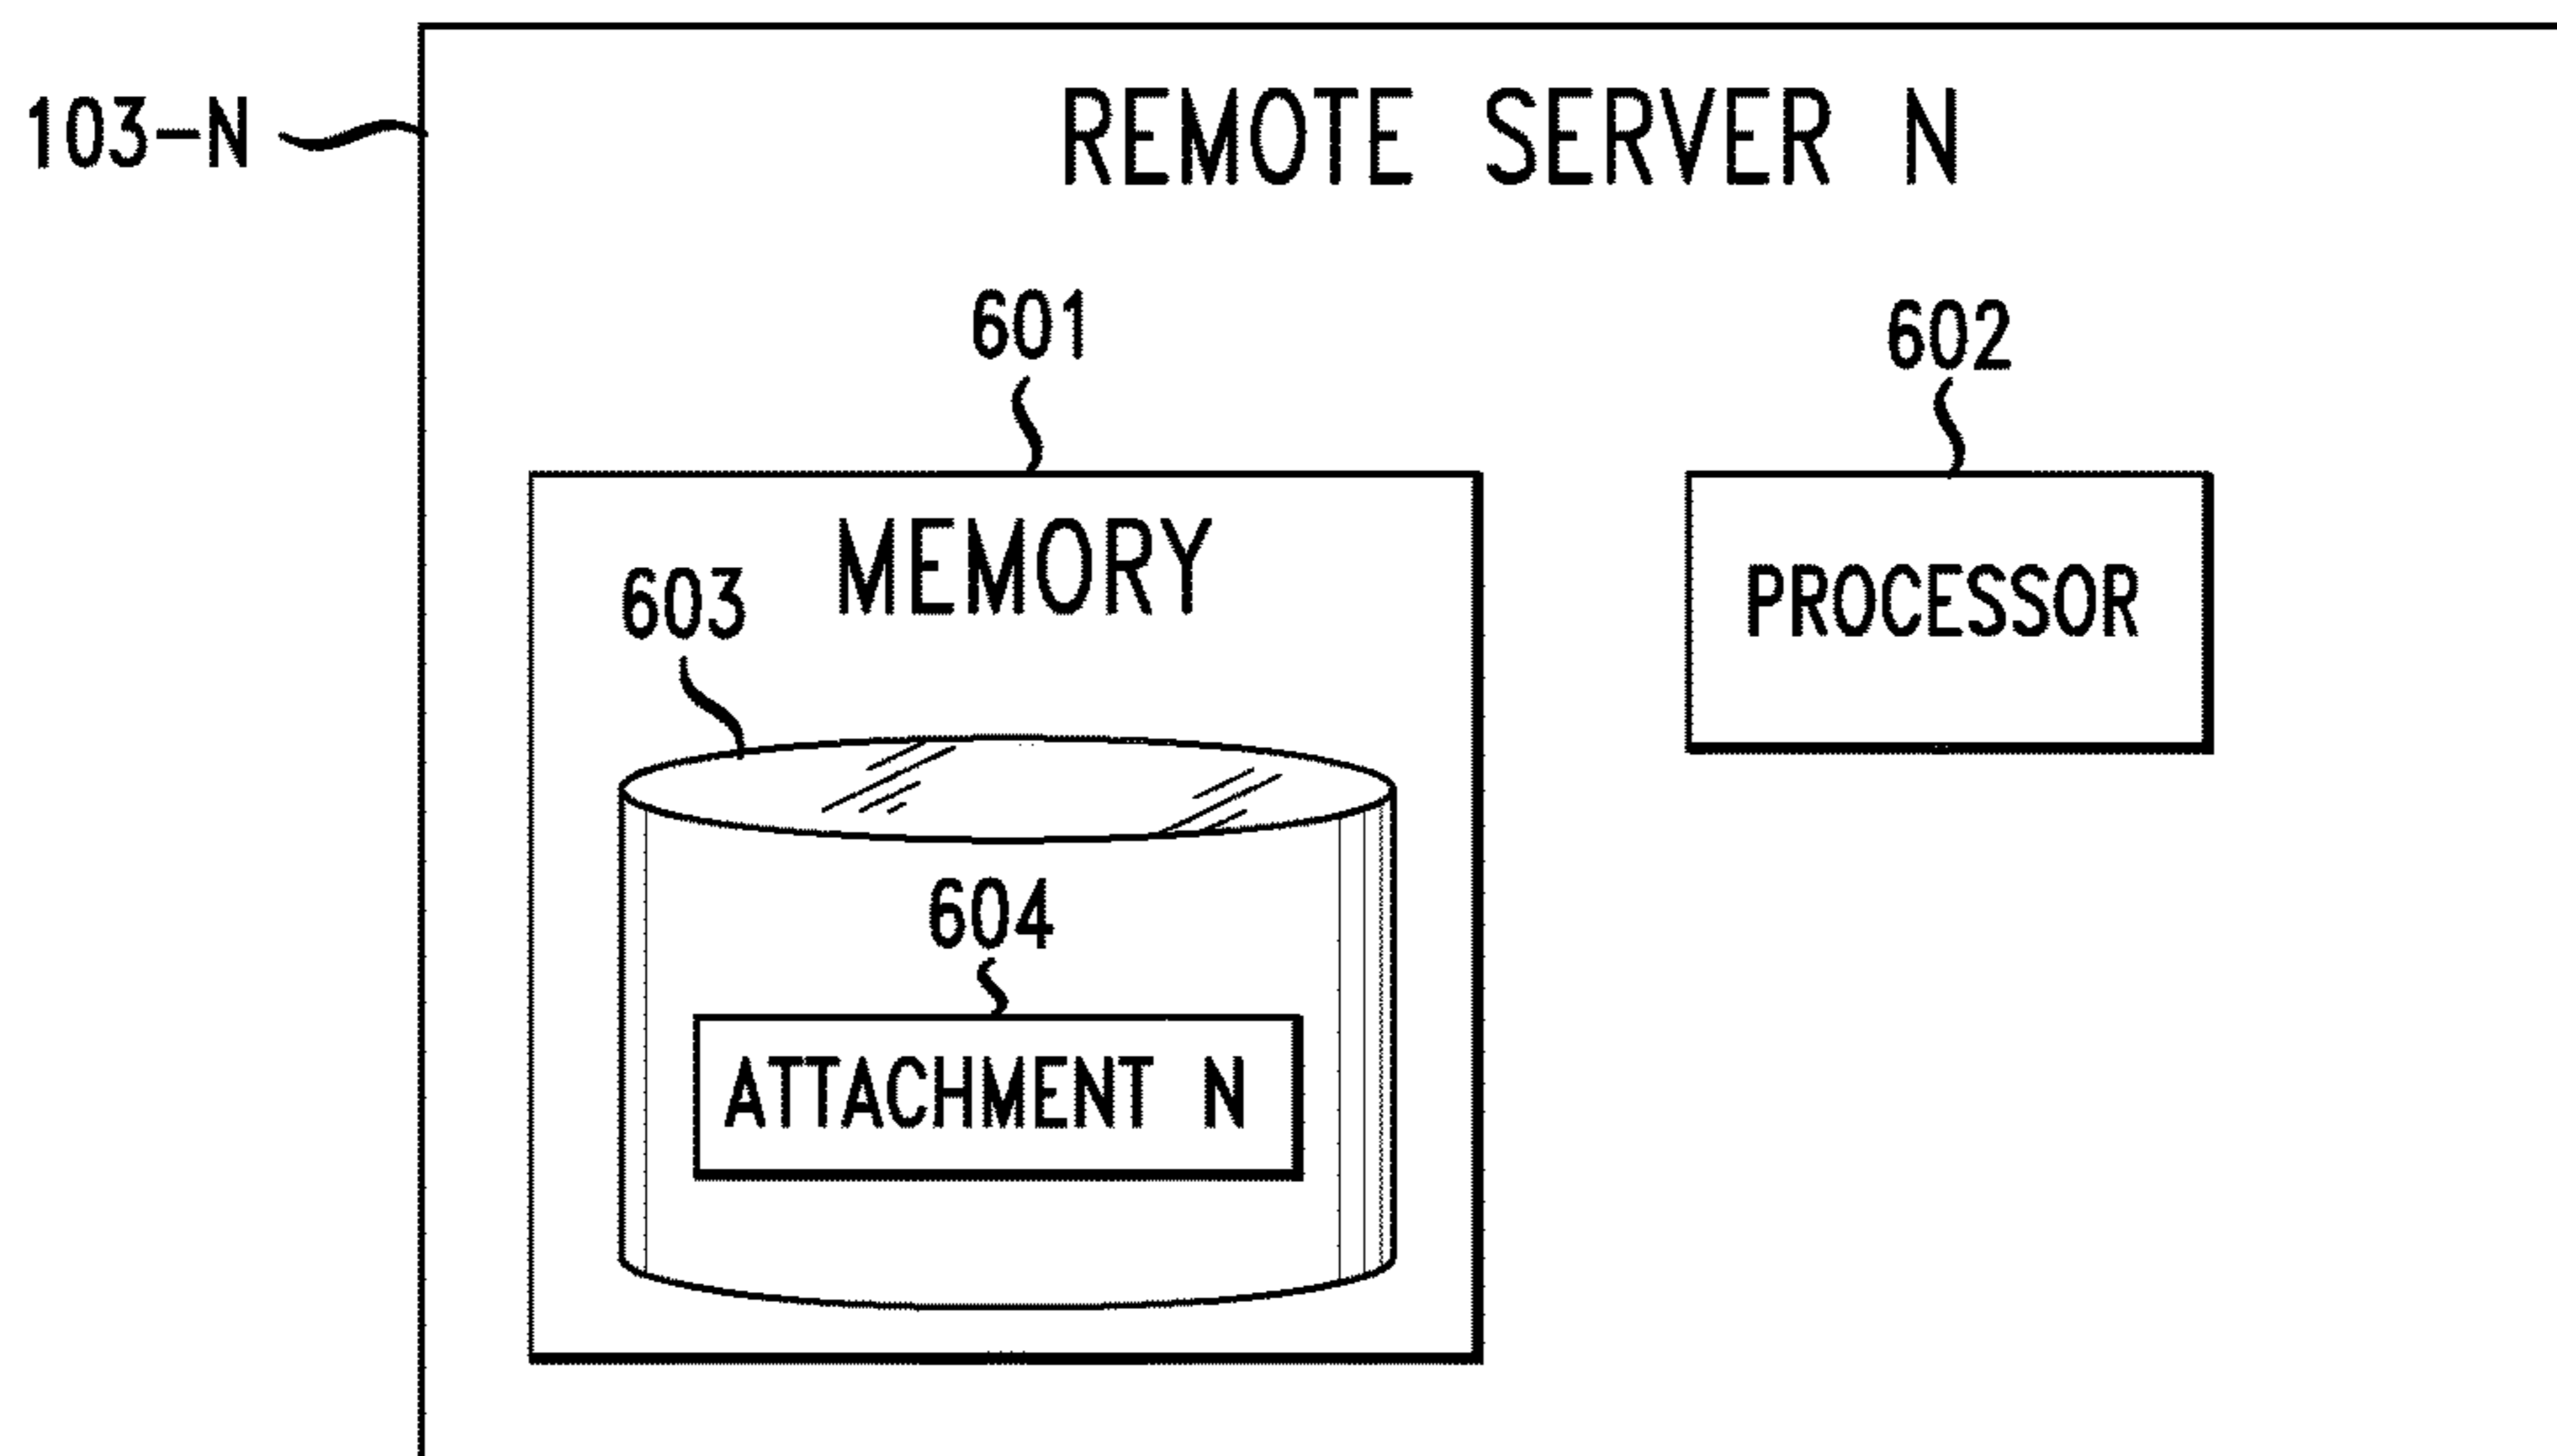 103-N
REMOTE SERVER N
601
602
MEMORY
603
PROCESSOR
604
ATTACHMENT N